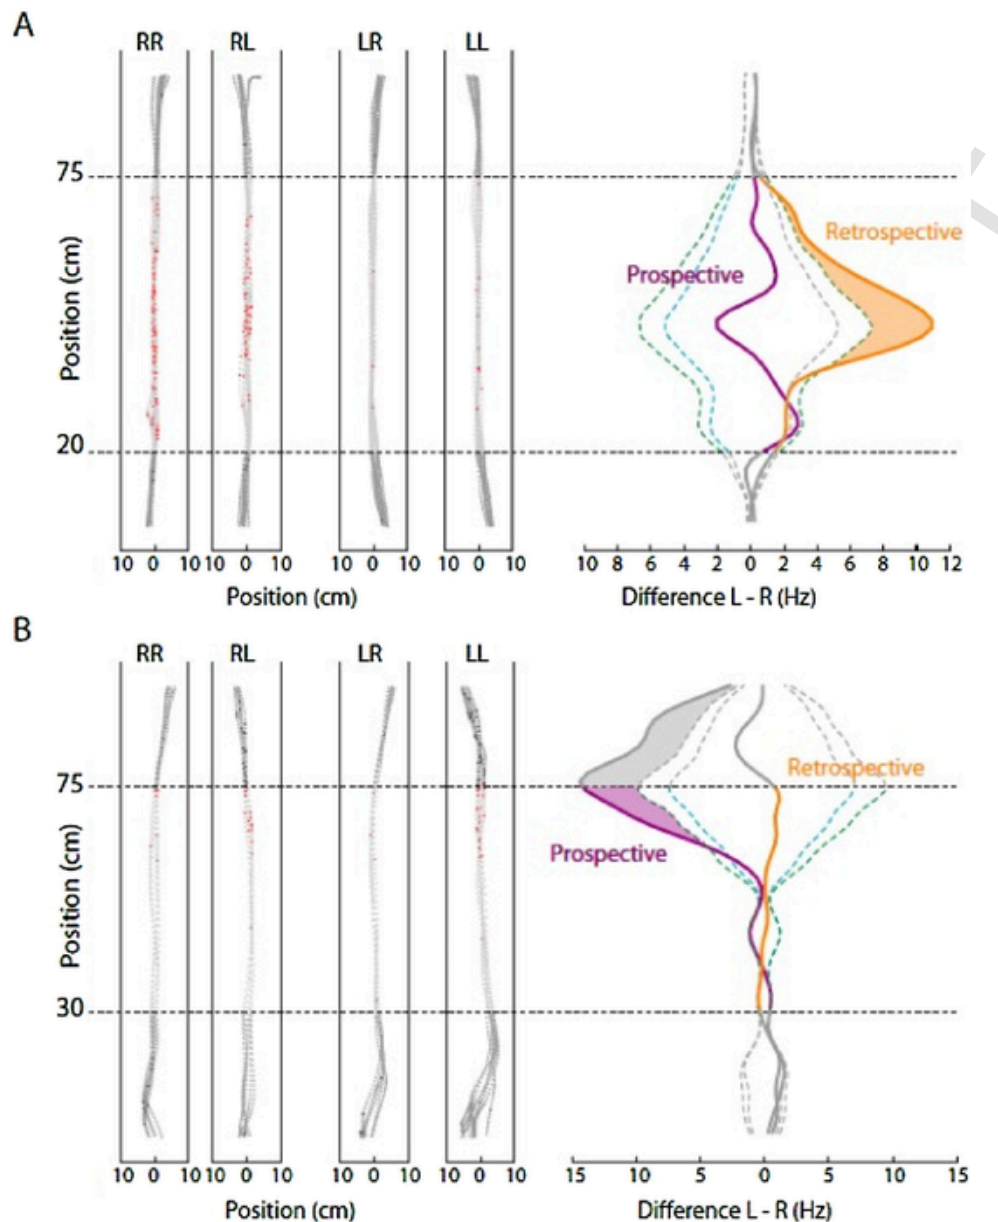 A
RR RL LR LL
75
Retrospective
Prospective
Position (cm)
20
10 0 10 10 0 10 10 0 10 10 0 10 10 8 6 4 2 0 2 4 6 8 10 12
Position (cm) Difference L - R (Hz)
B
RR RL LR LL
75
Retrospective
Prospective
Position (cm)
30
10 0 10 10 0 10 10 0 10 10 0 10 15 5 0 5 10 15
Position (cm) Difference L - R (Hz)